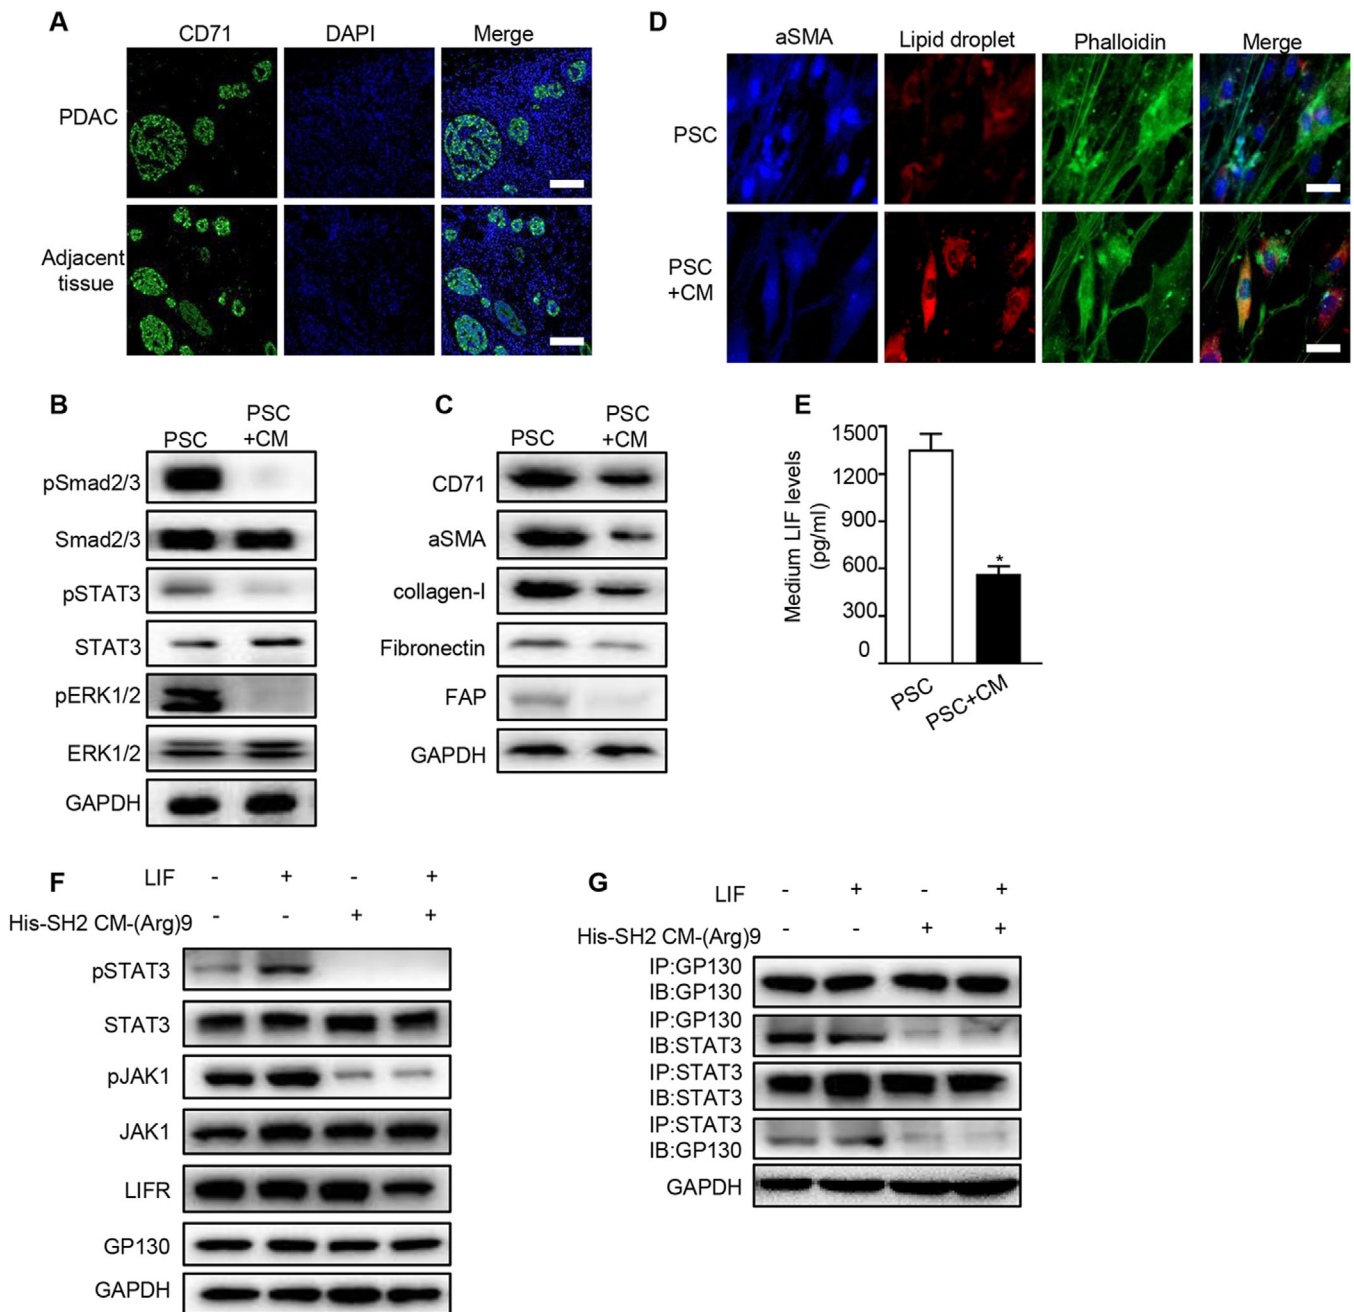 A
CD71 DAPI Merge
PDAC
Adjacent
tissue
D
aSMA Lipid droplet Phalloidin Merge
PSC
PSC
+CM
B
PSC PSC
+CM
pSmad2/3
Smad2/3
pSTAT3
STAT3
pERK1/2
ERK1/2
GAPDH
C
PSC PSC
+CM
CD71
aSMA
collagen-I
Fibronectin
FAP
GAPDH
E
Medium LIF levels
(pg/ml)
1500
1200
900
600
300
0
*
PSC
PSC+CM
F
LIF - + - +
His-SH2 CM-(Arg)9 - - + +
pSTAT3
STAT3
pJAK1
JAK1
LIFR
GP130
GAPDH
G
LIF - + - +
His-SH2 CM-(Arg)9 - - + +
IP:GP130
IB:GP130
IP:GP130
IB:STAT3
IP:STAT3
IB:STAT3
IP:STAT3
IB:GP130
GAPDH